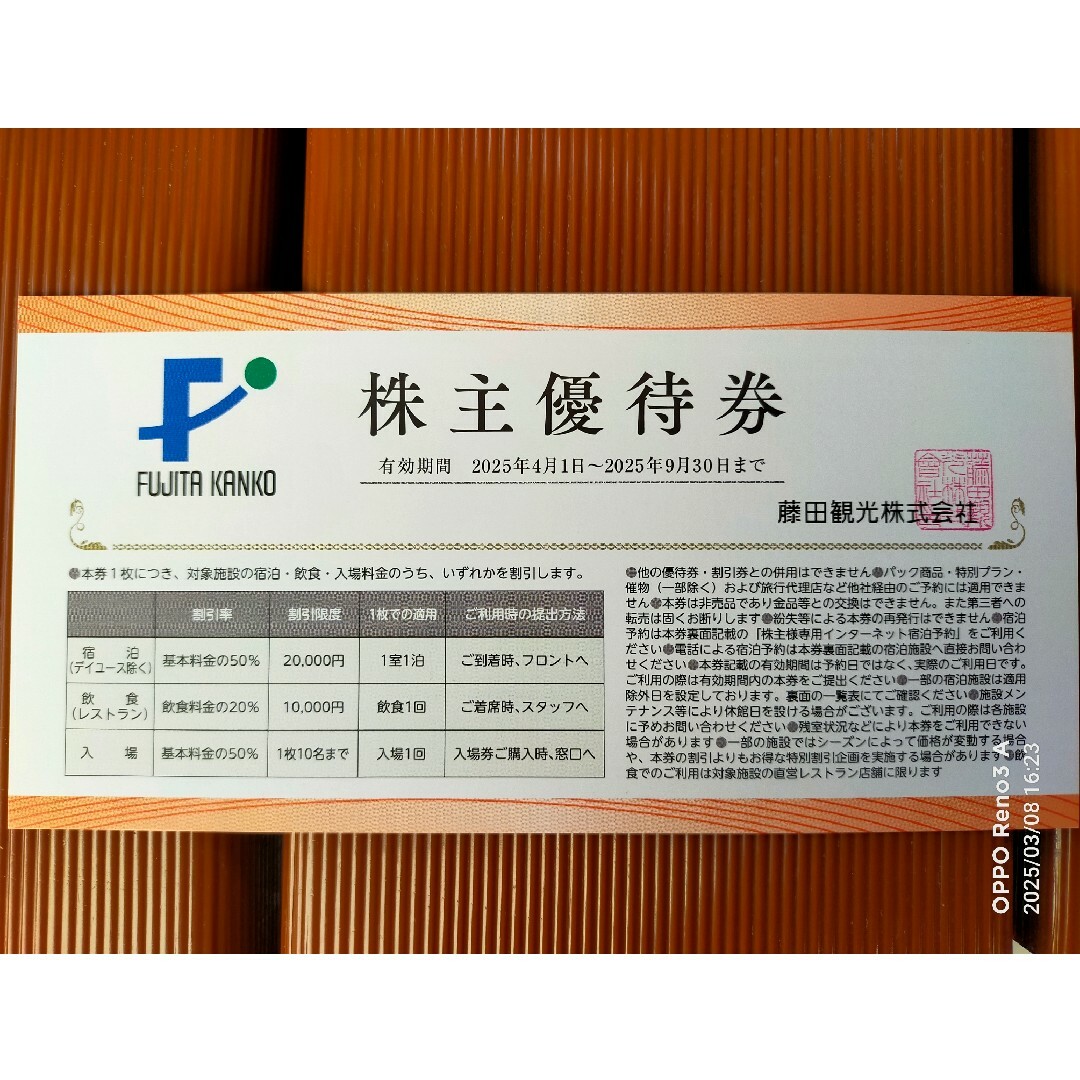 FUJITA KANKO
株主優待券
有効期間 2025年4月1日～2025年9月30日まで
藤田観光株式会社
●本券1枚につき、対象施設の宿泊・飲食・入場料金のうち、いずれかを割引します。
割引率 割引限度 1枚での適用 ご利用時の提出方法
宿泊 (デイユース除く) 基本料金の50% 20,000円 1室1泊 ご到着時、フロントへ
飲食 (レストラン) 飲食料金の20% 10,000円 飲食1回 ご着席時、スタッフへ
入場 基本料金の50% 1枚10名まで 入場1回 入場券ご購入時、窓口へ
●他の優待券・割引券との併用はできません●パック商品・特別プラン・
催物（一部除く）および旅行代理店など他社経由のご予約には適用できま
せん●本券は非売品であり金品等との交換はできません。また第三者への
転売は固くお断りします●紛失等による本券の再発行はできません●宿泊
予約は本券裏面記載の『株主様専用インターネット宿泊予約』をご利用く
ださい●電話による宿泊予約は本券裏面記載の宿泊施設へ直接お問い合わ
せください●本券記載の有効期間は予約日ではなく、実際のご利用日です。
ご利用の際は有効期間内の本券をご提出ください●一部の宿泊施設は適用
除外日を設定しております。裏面の一覧表にてご確認ください●施設メン
テナンス等により休館日を設ける場合がございます。ご利用の際は各施設
に予めお問い合わせください●残室状況などにより本券をご利用できない
場合があります●一部の施設ではシーズンによって価格が変動する場合
や、本券の割引よりもお得な特別割引企画を実施する場合があります●飲
食でのご利用は対象施設の直営レストラン店舗に限ります
OPPO Reno3 A
2025/03/08 16:23